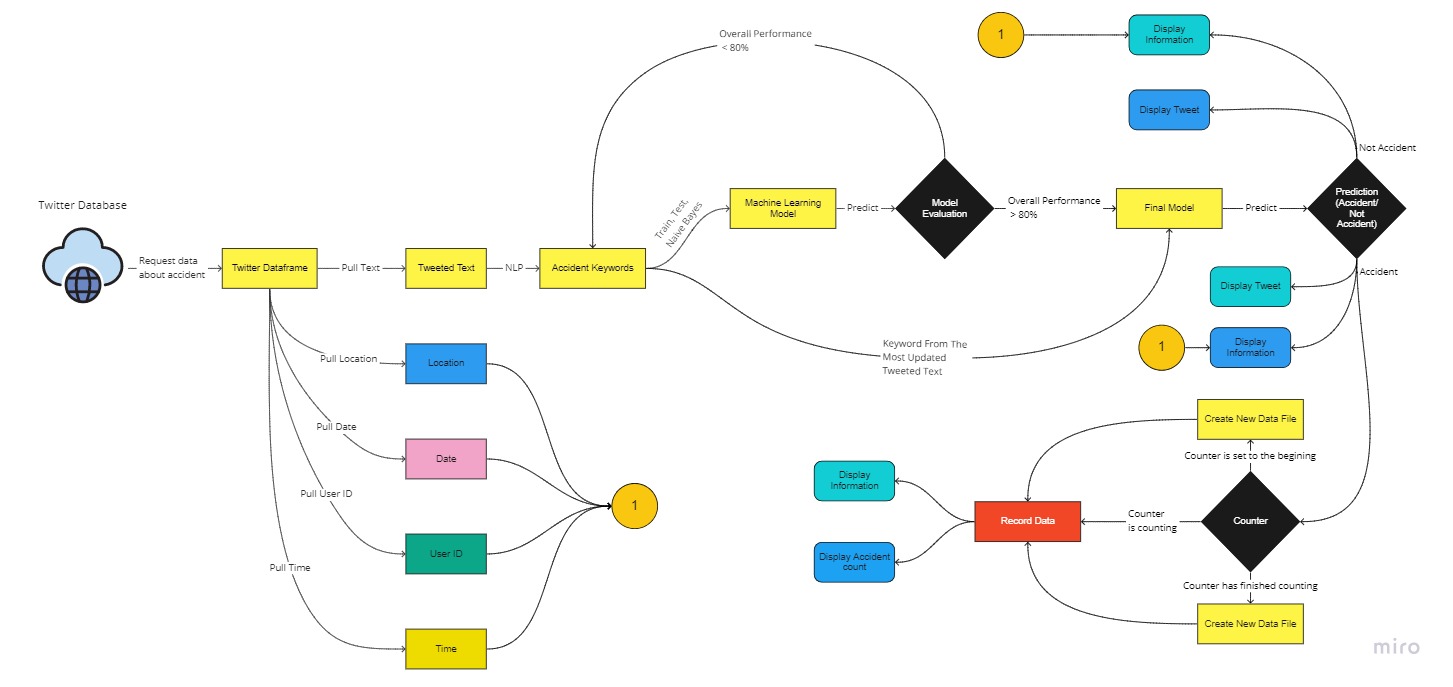 Overall Performance
< 80%
1
Display
Information
Display Tweet
Not Accident
Twitter Database
Train, Test,
Naive Bayes
Machine Learning
Model
Predict
Model
Evaluation
Overall Performance
> 80%
Final Model
Predict
Prediction
(Accident/
Not
Accident)
Request data
about accident
Twitter Dataframe
Pull Text
Tweeted Text
NLP
Accident Keywords
Accident
Display Tweet
Keyword From The
Most Updated
Tweeted Text
1
Display
Information
Pull Location
Location
Pull Date
Date
Pull User ID
User ID
Pull Time
Time
1
Create New Data File
Counter is set to the begining
Display
Information
Record Data
Counter
is counting
Counter
Display Accident
count
Counter has finished counting
Create New Data File
miro